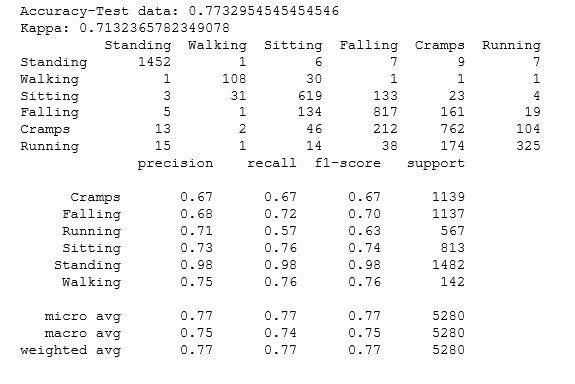 Accuracy-Test data: 0.7732954545454546
Kappa: 0.7132365782349078
Standing Walking Sitting Falling Cramps Running
Standing 1452 1 6 7 9 7
Walking 1 108 30 1 1 1
Sitting 3 31 619 133 23 4
Falling 5 1 134 817 161 19
Cramps 13 2 46 212 762 104
Running 15 1 14 38 174 325
precision recall f1-score support
Cramps 0.67 0.67 0.67 1139
Falling 0.68 0.72 0.70 1137
Running 0.71 0.57 0.63 567
Sitting 0.73 0.76 0.74 813
Standing 0.98 0.98 0.98 1482
Walking 0.75 0.76 0.76 142
micro avg 0.77 0.77 0.77 5280
macro avg 0.75 0.74 0.75 5280
weighted avg 0.77 0.77 0.77 5280